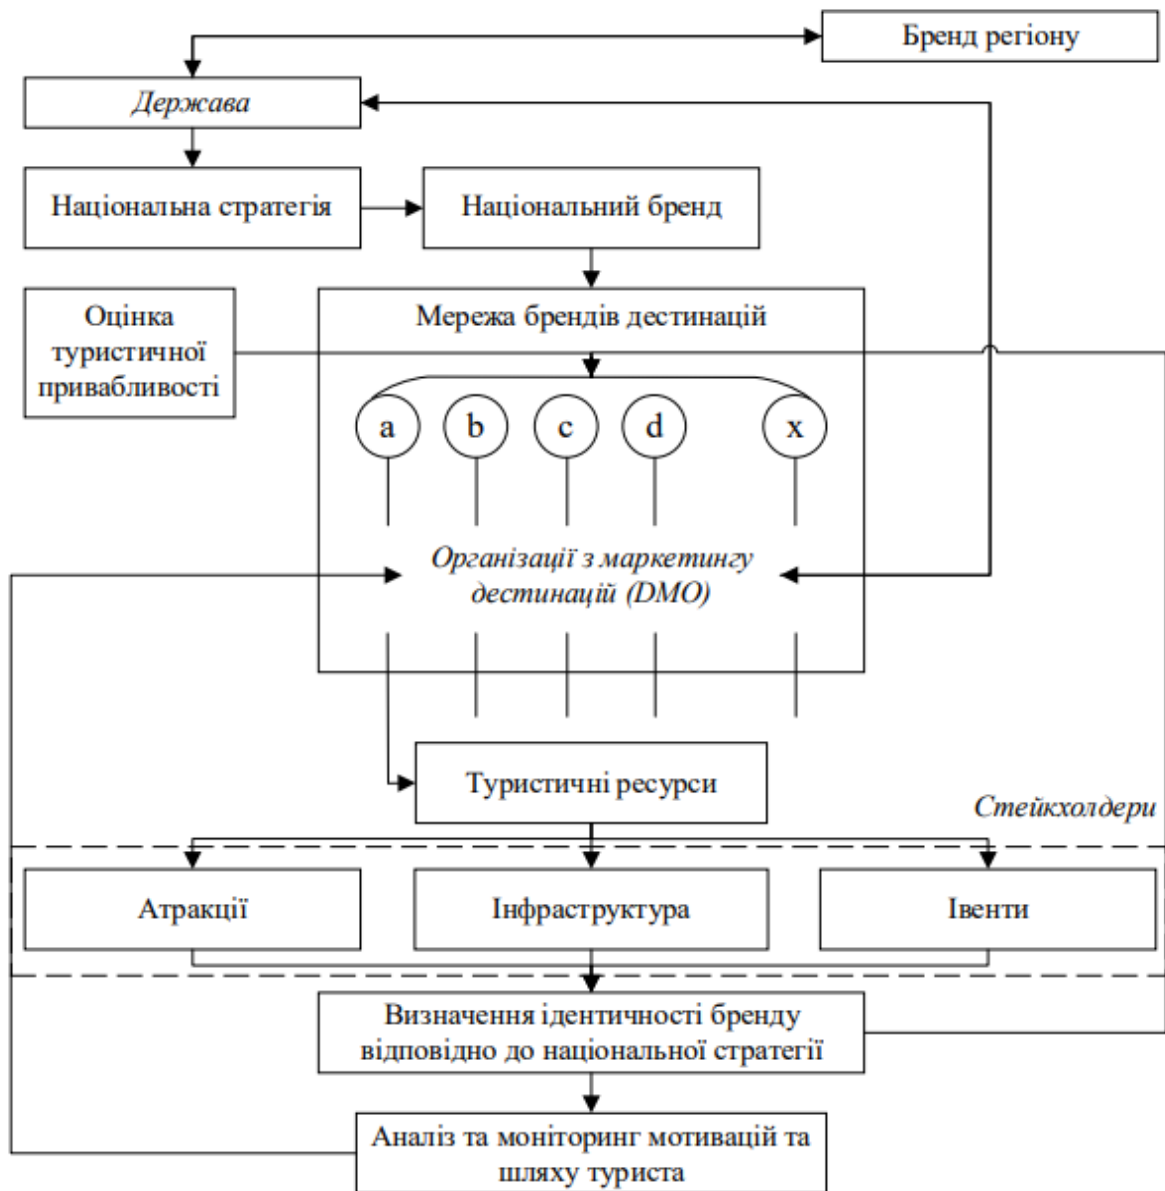 Бренд регіону
Держава
Національна стратегія
Національний бренд
Оцінка
туристичної
привабливості
Мережа брендів дестинацій
a b c d x
Організації з маркетингу
дестинацій (DMO)
Туристичні ресурси
Стейкхолдери
Атракції
Інфраструктура
Івенти
Визначення ідентичності бренду
відповідно до національної стратегії
Аналіз та моніторинг мотивацій та
шляху туриста